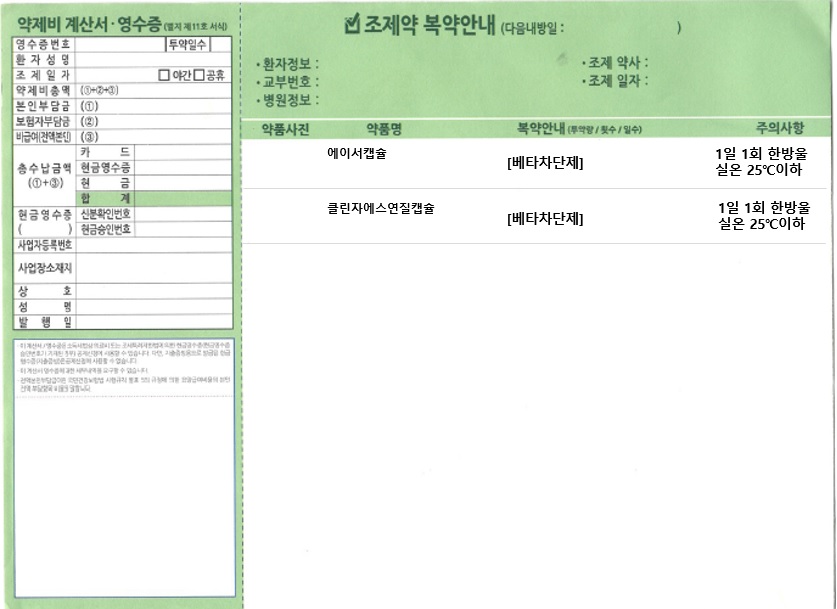 약제비 계산서·영수증 (별지 제11호 서식)
영수증번호 투약일수
환자성명
조제일자 야간 공휴
약제비총액 (①+②+③)
본인부담금 (①)
보험자부담금 (②)
비급여(전액본인) (③)
총수납금액 (①+③)
카드
현금영수증
현금
합계
현금영수증 ( )
신분확인번호
현금승인번호
사업자등록번호
사업장소재지
상호
성명
발행일
조제약 복약안내 (다음내방일 : )
·환자정보 :
·교부번호 :
·병원정보 :
·조제 약사 :
·조제 일자 :
약품사진 약품명 복약안내 (투약량 / 횟수 / 일수) 주의사항
에이서캡슐 [베타차단제] 1일 1회 한방울
실온 25℃이하
클린자에스연질캡슐 [베타차단제] 1일 1회 한방울
실온 25℃이하